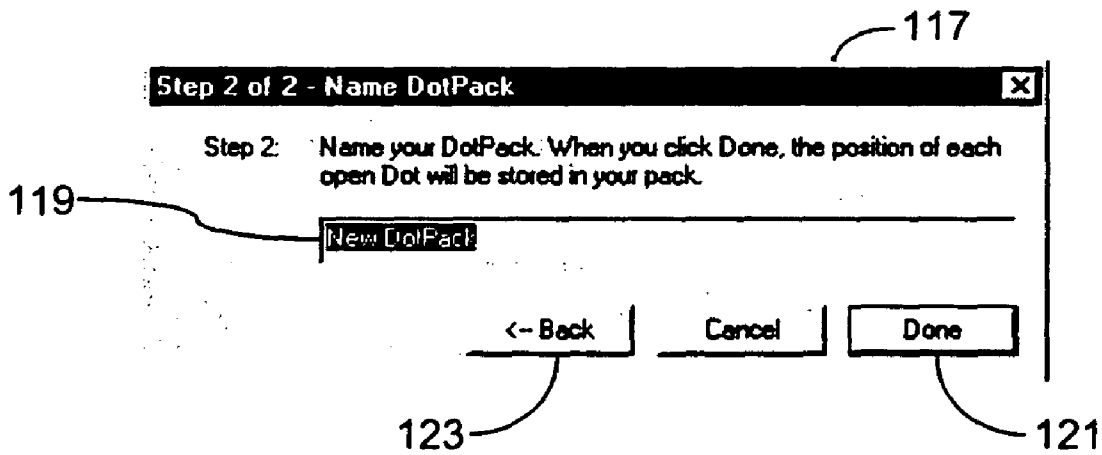 117
Step 2 of 2 - Name DotPack
Step 2: Name your DotPack. When you click Done, the position of each
open Dot will be stored in your pack.
119
New DotPack
<-- Back Cancel Done
123
121